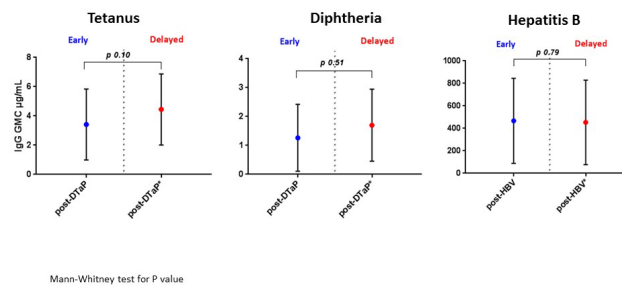 Tetanus
Early
Delayed
p 0.10
IgG GMC µg/mL
8
6
4
2
0
post-DTaP
post-DTaP*
Diphtheria
Early
Delayed
p 0.51
4
3
2
1
0
post-DTaP
post-DTaP*
Hepatitis B
Early
Delayed
p 0.79
1000
800
600
400
200
0
post-HBV
post-HBV*
Mann-Whitney test for P value